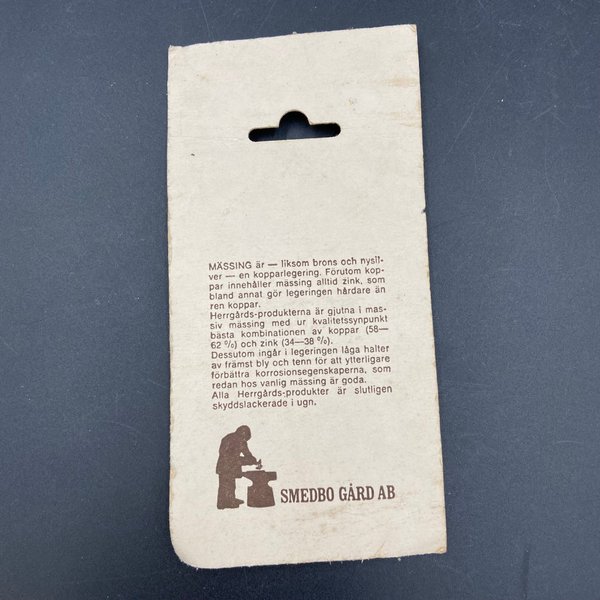 MÄSSING är — liksom brons och nysil-
ver — en kopparlegering. Förutom kop-
par innehåller mässing alltid zink, som
bland annat gör legeringen hårdare än
ren koppar.
Herrgårds-produkterna är gjutna i mas-
siv mässing med ur kvalitetssynpunkt
bästa kombinationen av koppar (58—
62 %) och zink (34—38 %).
Dessutom ingår i legeringen låga halter
av främst bly och tenn för att ytterligare
förbättra korrosionsegenskaperna, som
redan hos vanlig mässing är goda.
Alla Herrgårds-produkter är slutligen
skyddslackerade i ugn.
SMEDBO GÅRD AB